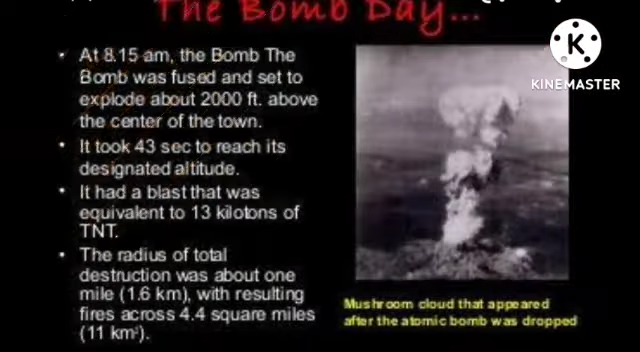 The Bomb Day...
• At 8.15 am, the Bomb The
Bomb was fused and set to
explode about 2000 ft. above
the center of the town.
• It took 43 sec to reach its
designated altitude.
• It had a blast that was
equivalent to 13 kilotons of
TNT.
• The radius of total
destruction was about one
mile (1.6 km), with resulting
fires across 4.4 square miles
(11 km²).
K
KINEMASTER
Mushroom cloud that appeared
after the atomic bomb was dropped